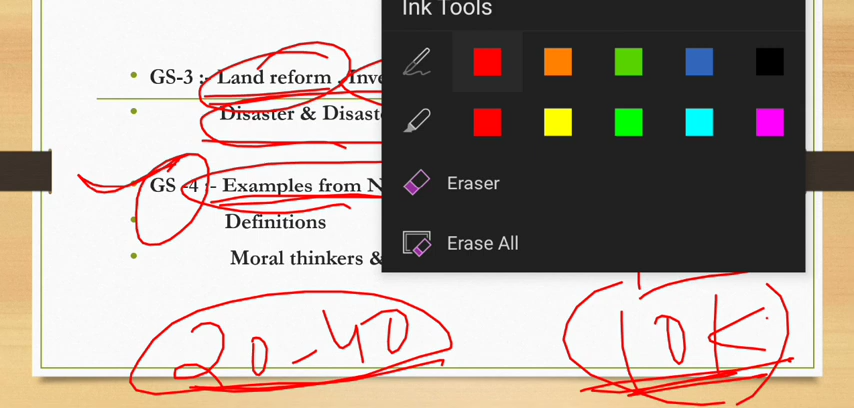 Ink Tools
GS-3 :- Land reform , Inve
Disaster & Disaste
GS -4 :- Examples from N
Eraser
Definitions
Moral thinkers &
Erase All
20-40
10K